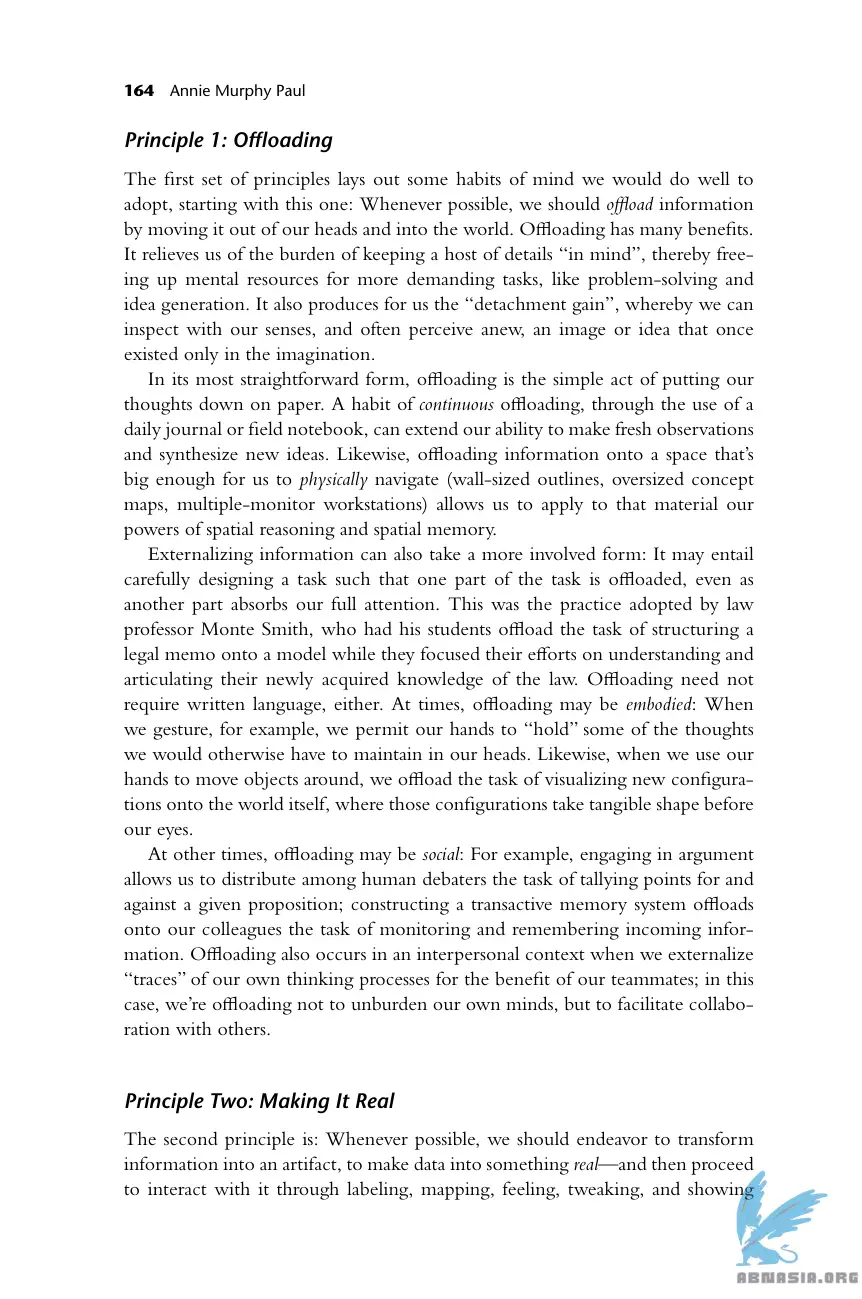 164 Annie Murphy Paul
Principle 1: Offloading
The first set of principles lays out some habits of mind we would do well to
adopt, starting with this one: Whenever possible, we should offload information
by moving it out of our heads and into the world. Offloading has many benefits.
It relieves us of the burden of keeping a host of details “in mind”, thereby free-
ing up mental resources for more demanding tasks, like problem-solving and
idea generation. It also produces for us the “detachment gain”, whereby we can
inspect with our senses, and often perceive anew, an image or idea that once
existed only in the imagination.
In its most straightforward form, offloading is the simple act of putting our
thoughts down on paper. A habit of continuous offloading, through the use of a
daily journal or field notebook, can extend our ability to make fresh observations
and synthesize new ideas. Likewise, offloading information onto a space that’s
big enough for us to physically navigate (wall-sized outlines, oversized concept
maps, multiple-monitor workstations) allows us to apply to that material our
powers of spatial reasoning and spatial memory.
Externalizing information can also take a more involved form: It may entail
carefully designing a task such that one part of the task is offloaded, even as
another part absorbs our full attention. This was the practice adopted by law
professor Monte Smith, who had his students offload the task of structuring a
legal memo onto a model while they focused their efforts on understanding and
articulating their newly acquired knowledge of the law. Offloading need not
require written language, either. At times, offloading may be embodied: When
we gesture, for example, we permit our hands to “hold” some of the thoughts
we would otherwise have to maintain in our heads. Likewise, when we use our
hands to move objects around, we offload the task of visualizing new configura-
tions onto the world itself, where those configurations take tangible shape before
our eyes.
At other times, offloading may be social: For example, engaging in argument
allows us to distribute among human debaters the task of tallying points for and
against a given proposition; constructing a transactive memory system offloads
onto our colleagues the task of monitoring and remembering incoming infor-
mation. Offloading also occurs in an interpersonal context when we externalize
“traces” of our own thinking processes for the benefit of our teammates; in this
case, we’re offloading not to unburden our own minds, but to facilitate collabo-
ration with others.
Principle Two: Making It Real
The second principle is: Whenever possible, we should endeavor to transform
information into an artifact, to make data into something real—and then proceed
to interact with it through labeling, mapping, feeling, tweaking, and showing
ABNASIA.ORG